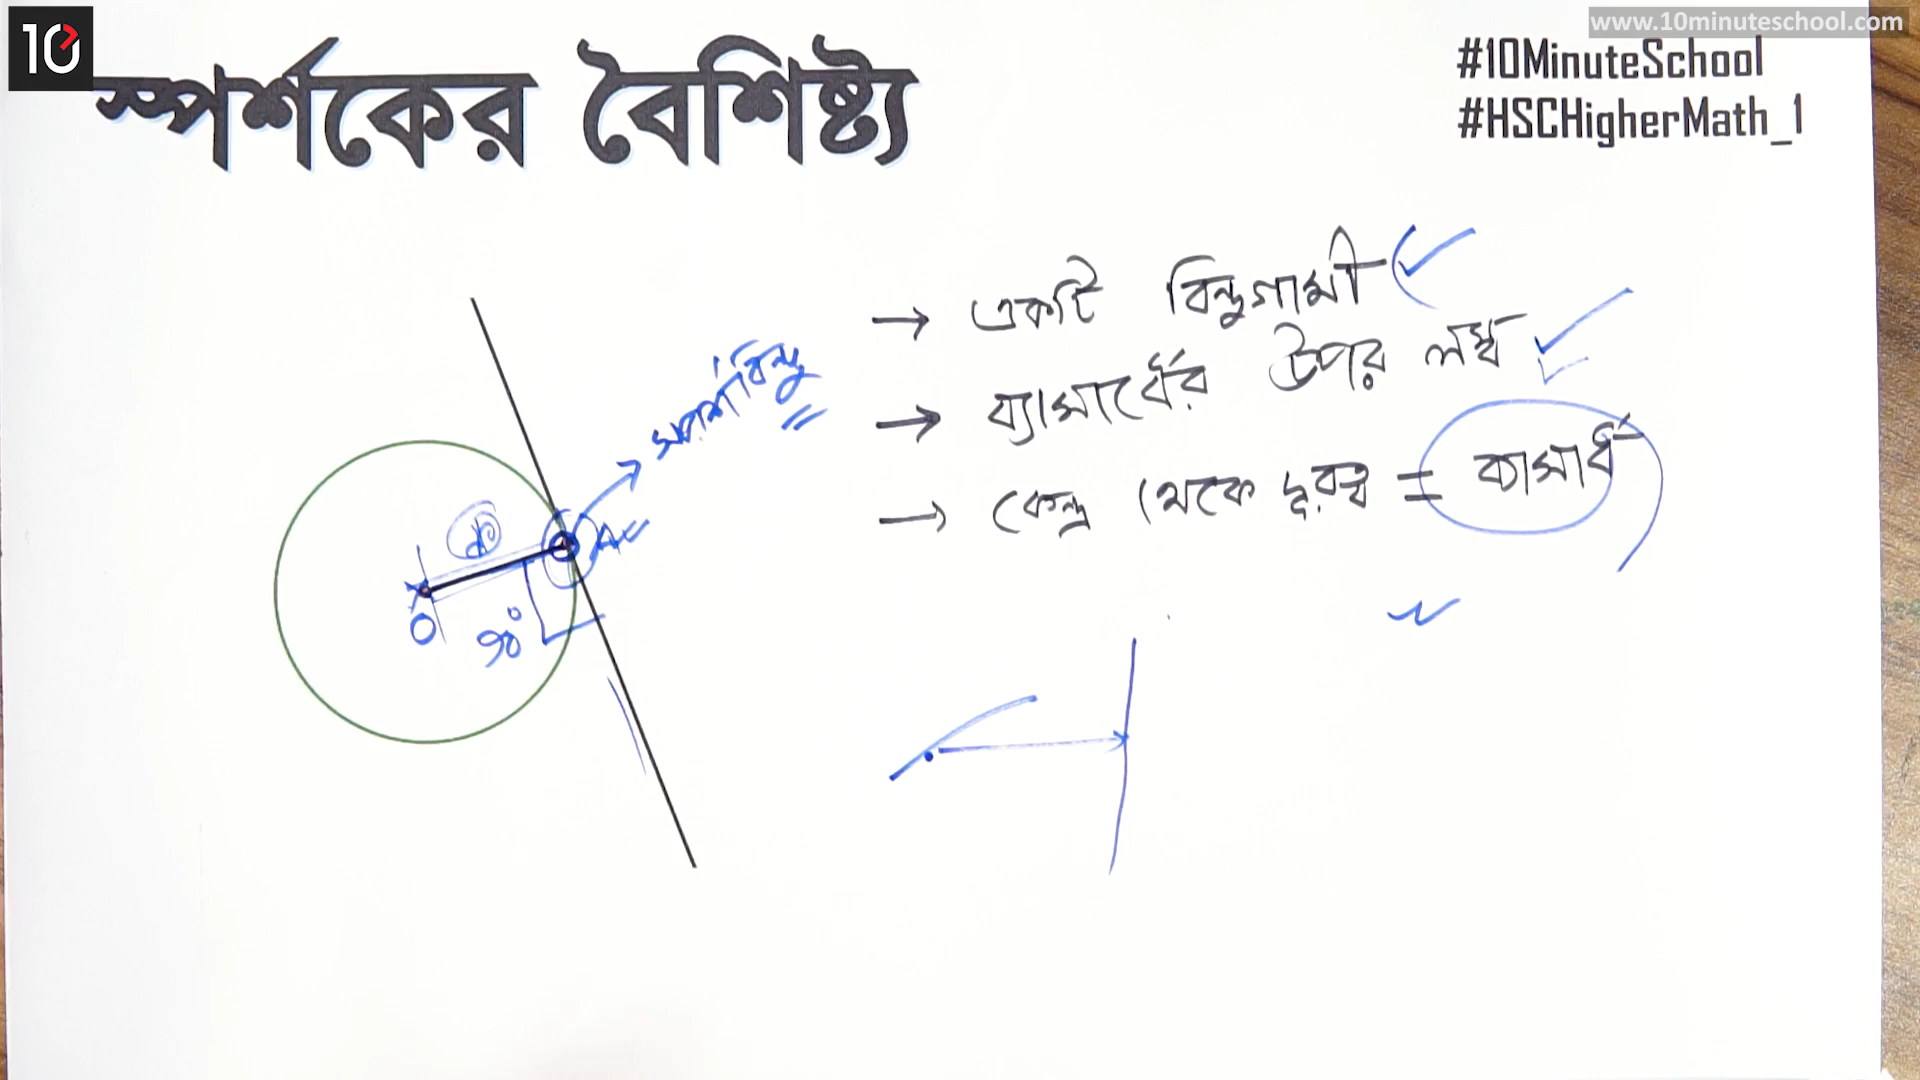 10
www.10minuteschool.com
#10MinuteSchool
#HSCHigherMath_1
স্পর্শকের বৈশিষ্ট্য
→ একটি বিন্দুগামী
→ ব্যাসার্ধের উপর লম্ব
→ কেন্দ্র থেকে দূরত্ব = ব্যাসার্ধ
স্পর্শবিন্দু
A
O
90°